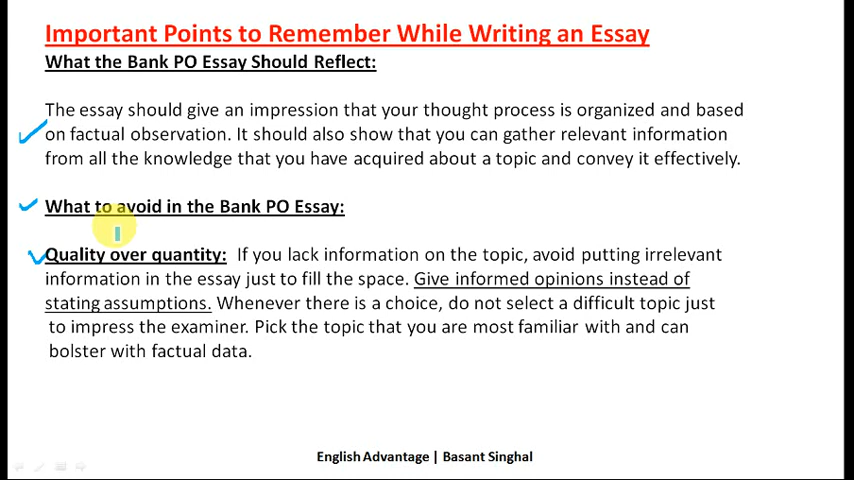 Important Points to Remember While Writing an Essay
What the Bank PO Essay Should Reflect:
The essay should give an impression that your thought process is organized and based
on factual observation. It should also show that you can gather relevant information
from all the knowledge that you have acquired about a topic and convey it effectively.
What to avoid in the Bank PO Essay:
Quality over quantity: If you lack information on the topic, avoid putting irrelevant
information in the essay just to fill the space. Give informed opinions instead of
stating assumptions. Whenever there is a choice, do not select a difficult topic just
to impress the examiner. Pick the topic that you are most familiar with and can
bolster with factual data.
English Advantage | Basant Singhal